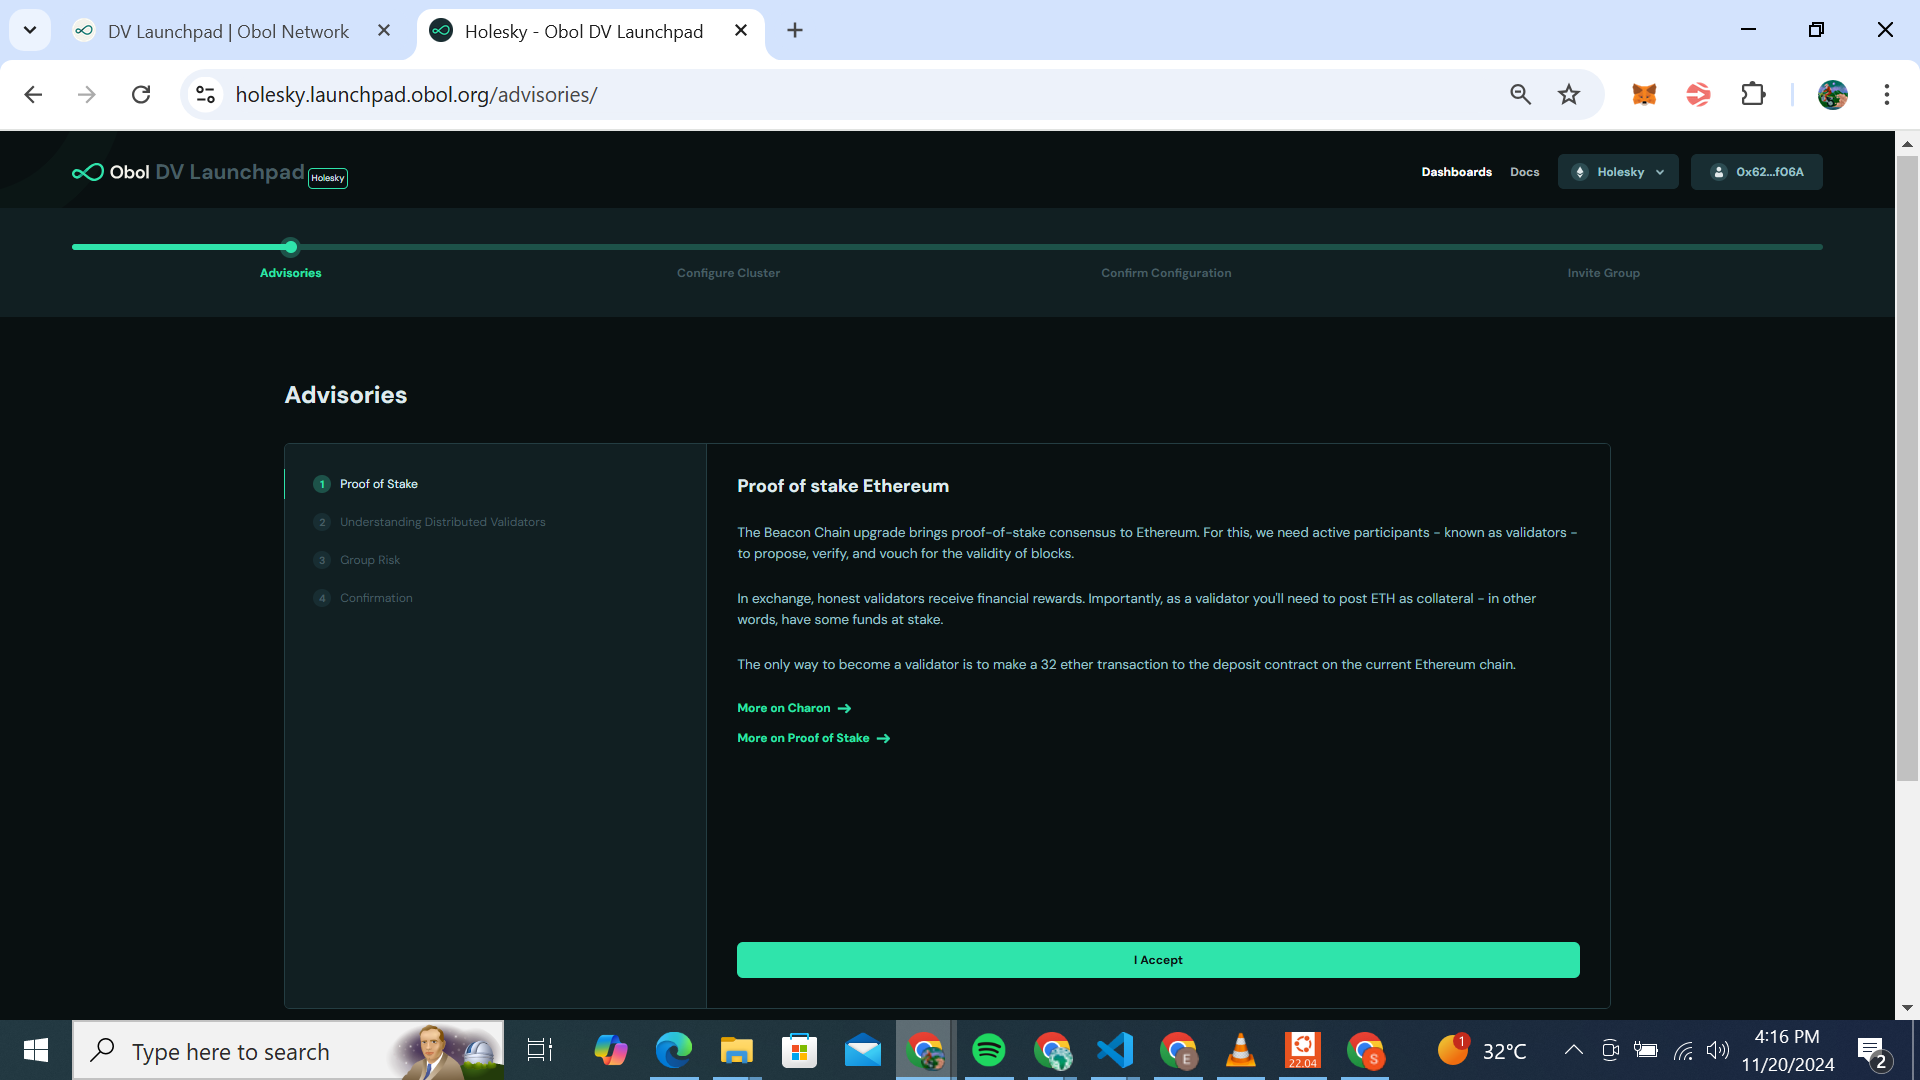 DV Launchpad | Obol Network
Holesky - Obol DV Launchpad
holesky.launchpad.obol.org/advisories/
Obol DV Launchpad
Holesky
Dashboards
Docs
Holesky
0x62...f06A
Advisories
Configure Cluster
Confirm Configuration
Invite Group
Advisories
1 Proof of Stake
2 Understanding Distributed Validators
3 Group Risk
4 Confirmation
Proof of stake Ethereum
The Beacon Chain upgrade brings proof-of-stake consensus to Ethereum. For this, we need active participants - known as validators -
to propose, verify, and vouch for the validity of blocks.
In exchange, honest validators receive financial rewards. Importantly, as a validator you'll need to post ETH as collateral - in other
words, have some funds at stake.
The only way to become a validator is to make a 32 ether transaction to the deposit contract on the current Ethereum chain.
More on Charon →
More on Proof of Stake →
I Accept
Type here to search
E
22.04
S
1
32°C
4:16 PM
11/20/2024
2